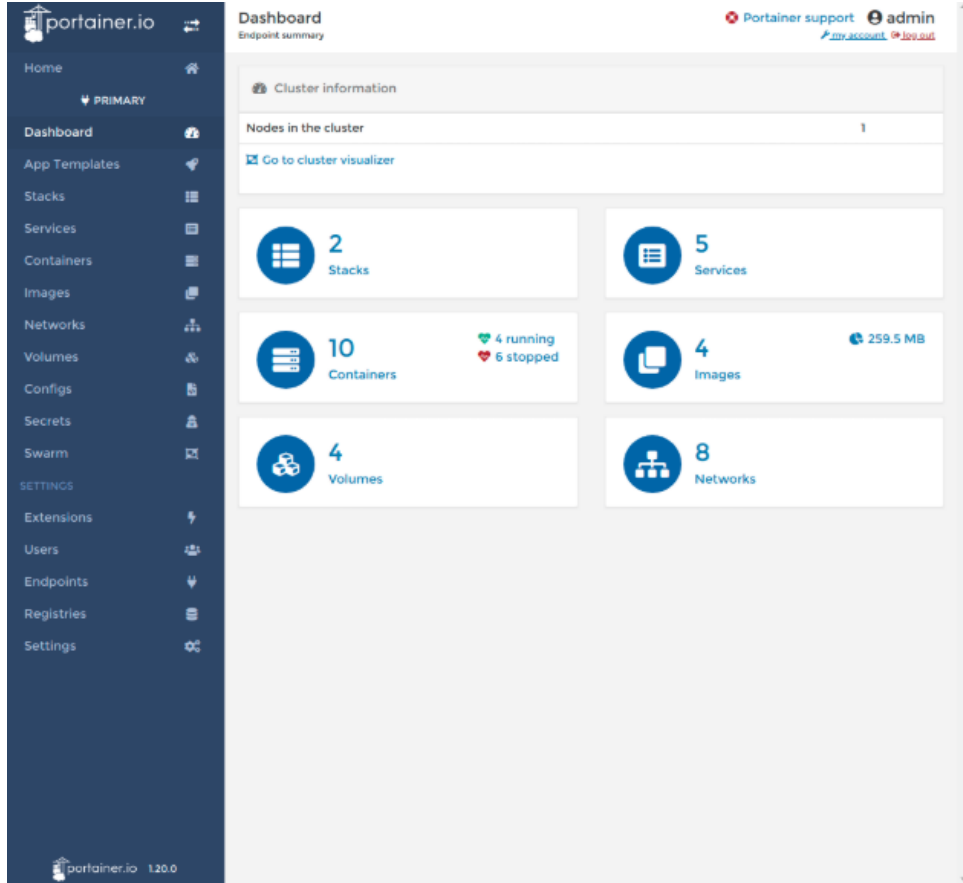 portainer.io
Home
PRIMARY
Dashboard
App Templates
Stacks
Services
Containers
Images
Networks
Volumes
Configs
Secrets
Swarm
SETTINGS
Extensions
Users
Endpoints
Registries
Settings
portainer.io 1.20.0
Dashboard
Endpoint summary
Portainer support admin
my account log out
Cluster information
Nodes in the cluster 1
Go to cluster visualizer
2
Stacks
5
Services
10
Containers
4 running
6 stopped
4
Images
259.5 MB
4
Volumes
8
Networks